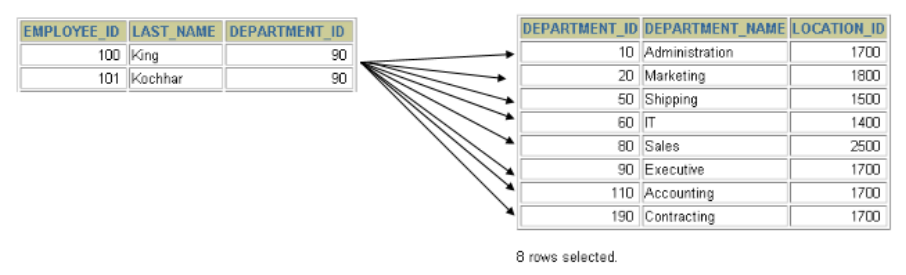 EMPLOYEE_ID LAST_NAME DEPARTMENT_ID
100 King 90
101 Kochhar 90
DEPARTMENT_ID DEPARTMENT_NAME LOCATION_ID
10 Administration 1700
20 Marketing 1800
50 Shipping 1500
60 IT 1400
80 Sales 2500
90 Executive 1700
110 Accounting 1700
190 Contracting 1700
8 rows selected.